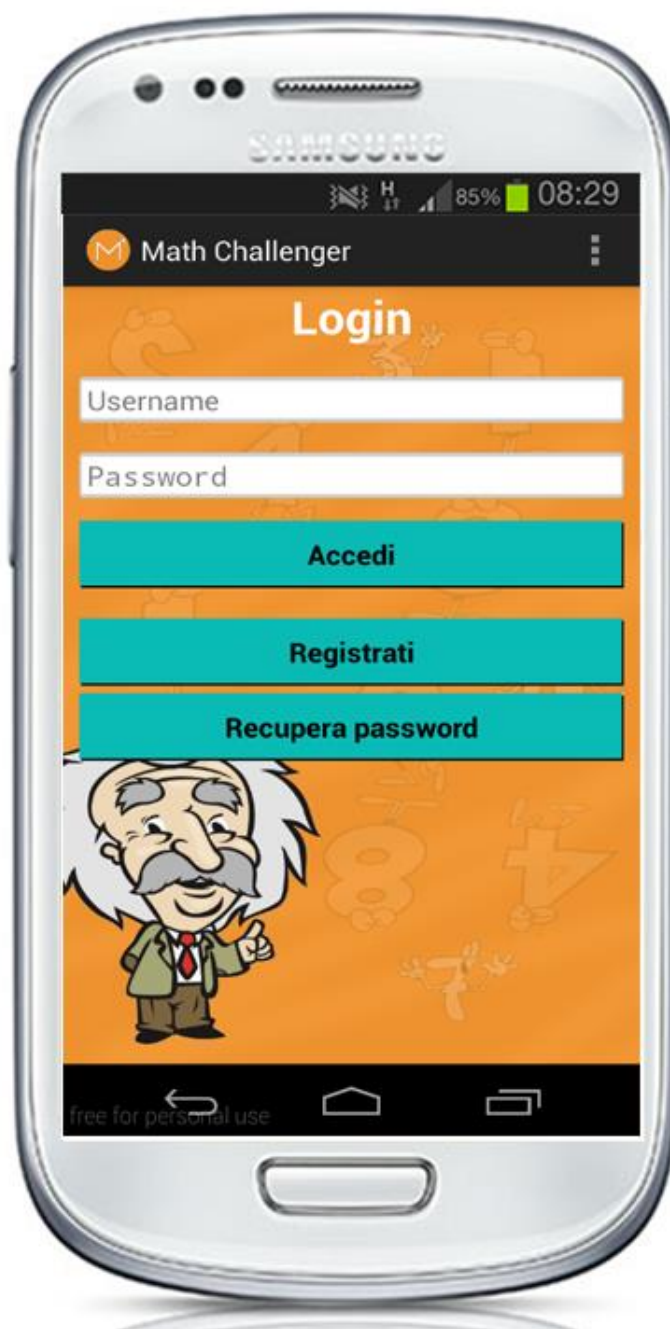 SAMSUNG
H 85% 08:29
Math Challenger
Login
Username
Password
Accedi
Registrati
Recupera password
free for personal use